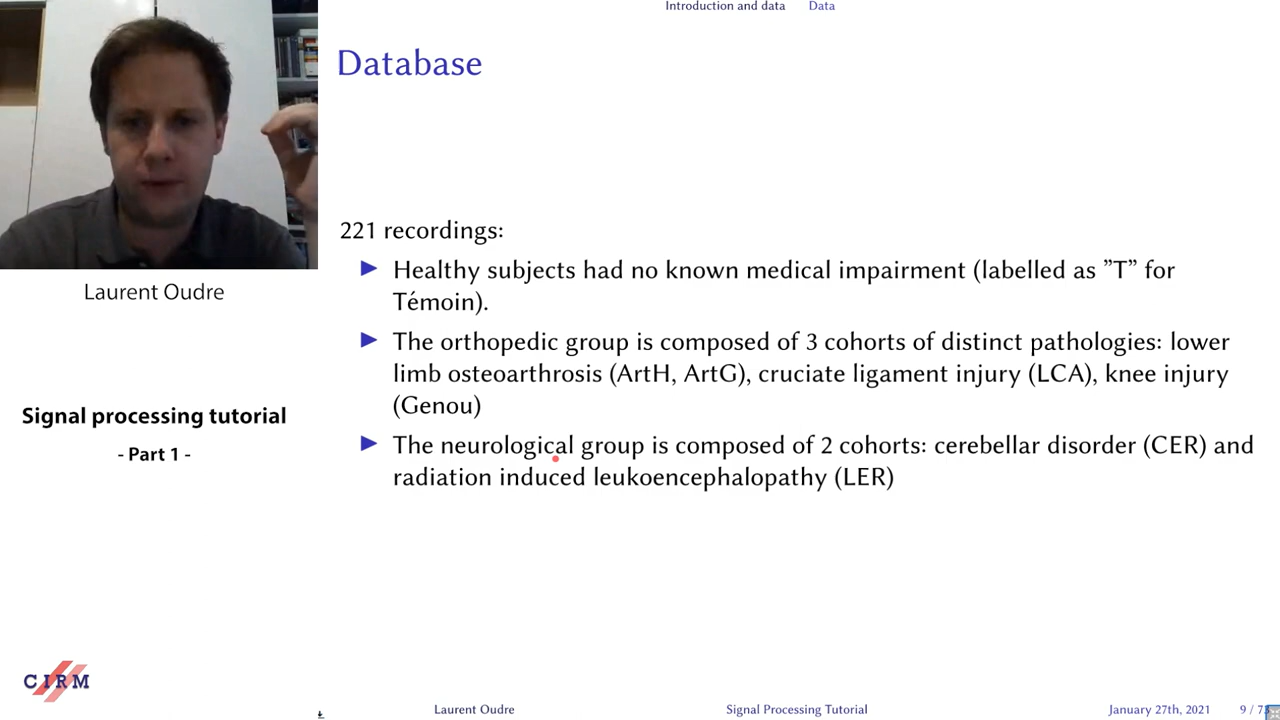 Introduction and data Data
Database
221 recordings:
Healthy subjects had no known medical impairment (labelled as ”T” for
Témoin).
The orthopedic group is composed of 3 cohorts of distinct pathologies: lower
limb osteoarthrosis (ArtH, ArtG), cruciate ligament injury (LCA), knee injury
(Genou)
The neurological group is composed of 2 cohorts: cerebellar disorder (CER) and
radiation induced leukoencephalopathy (LER)
Laurent Oudre
Signal processing tutorial
- Part 1 -
CIRM
Laurent Oudre Signal Processing Tutorial January 27th, 2021 9 /